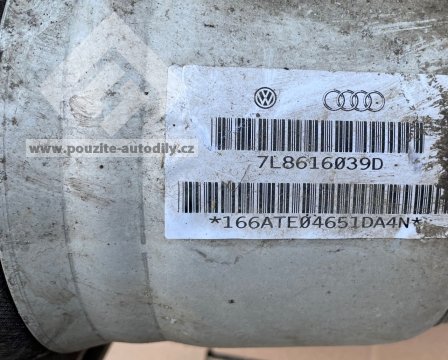 www.pouzite-autodily.cz
7L8616039D
*166ATE04651DA4N*